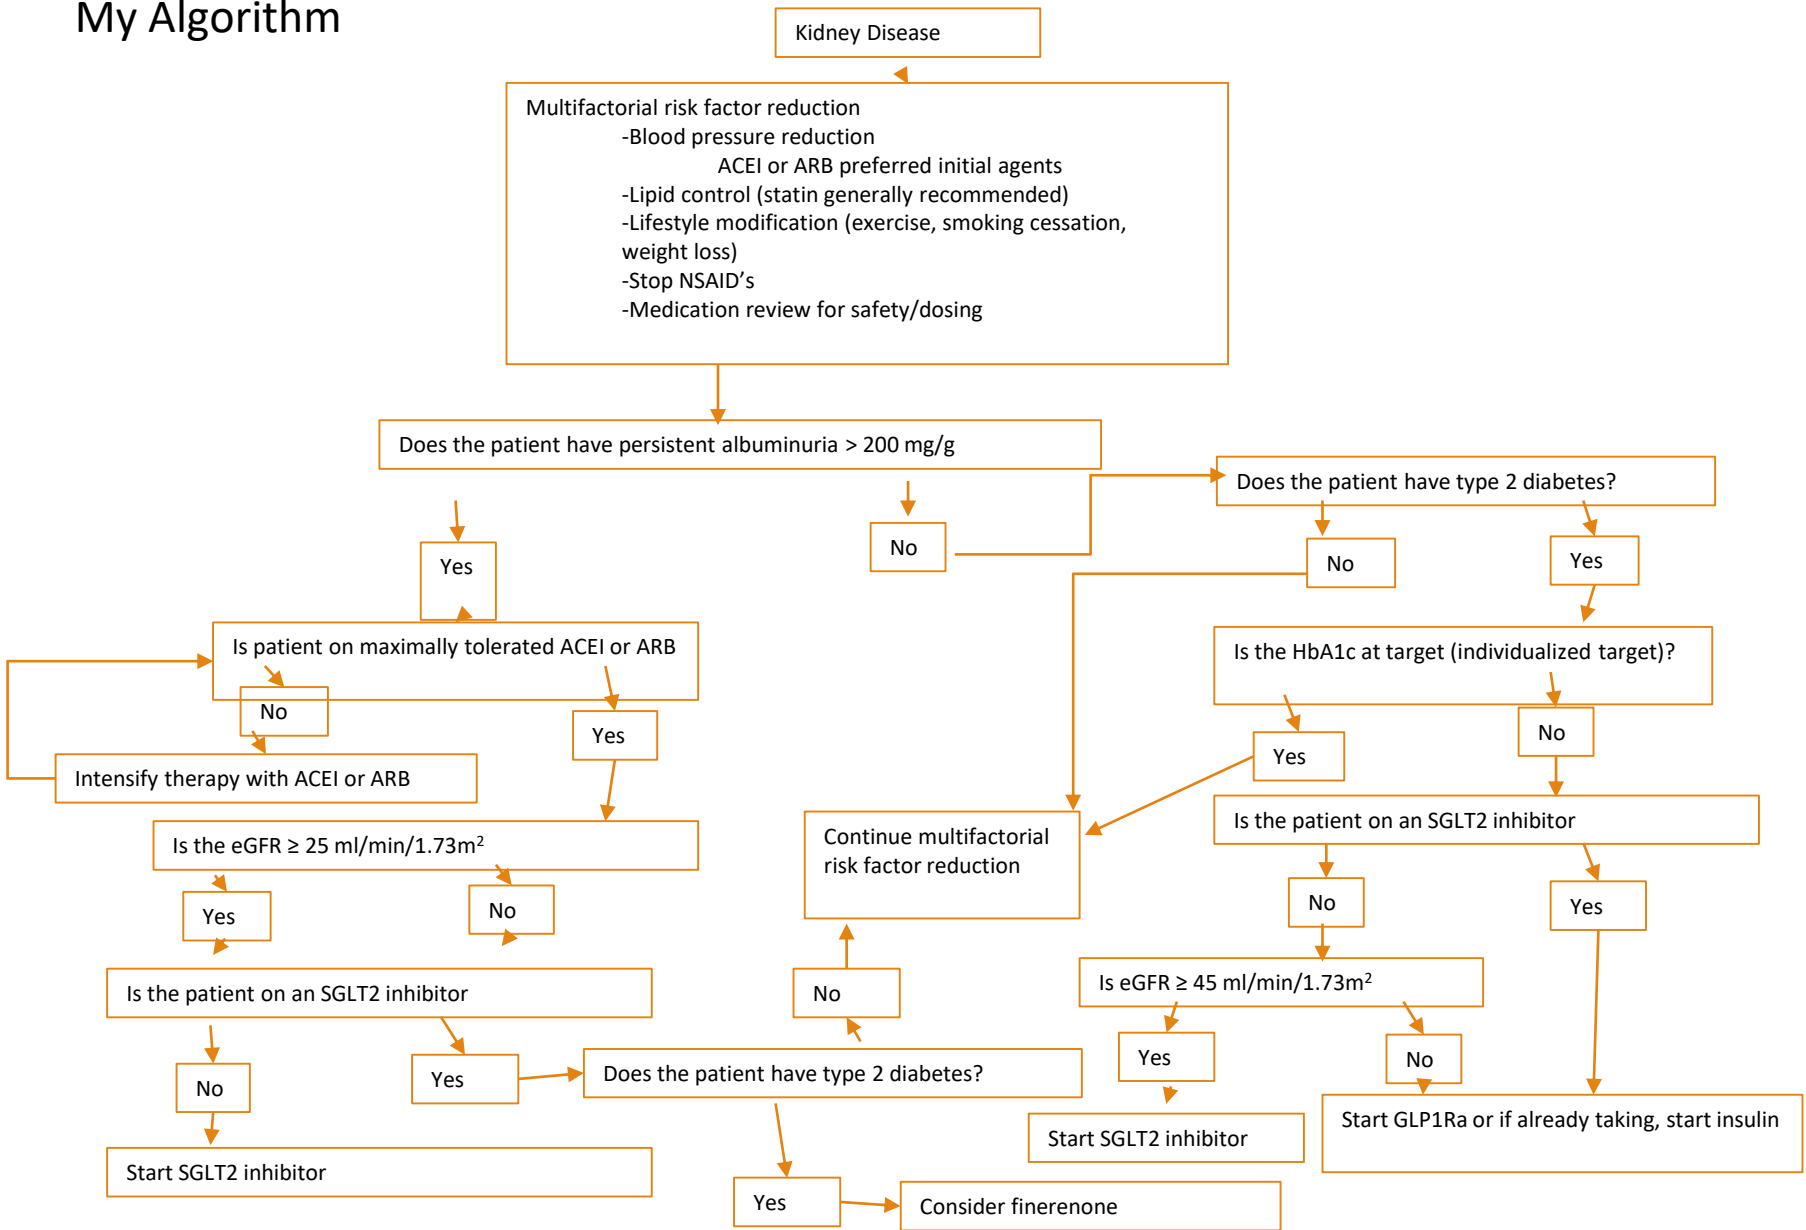 My Algorithm
Kidney Disease
Multifactorial risk factor reduction
-Blood pressure reduction
ACEI or ARB preferred initial agents
-Lipid control (statin generally recommended)
-Lifestyle modification (exercise, smoking cessation,
weight loss)
-Stop NSAID’s
-Medication review for safety/dosing
Does the patient have persistent albuminuria > 200 mg/g
Does the patient have type 2 diabetes?
No
Yes
No
Yes
Is patient on maximally tolerated ACEI or ARB
Is the HbA1c at target (individualized target)?
No
Yes
Yes
No
Intensify therapy with ACEI or ARB
Is the eGFR ≥ 25 ml/min/1.73m²
Continue multifactorial
risk factor reduction
Is the patient on an SGLT2 inhibitor
Yes
No
No
Yes
Is the patient on an SGLT2 inhibitor
No
Is eGFR ≥ 45 ml/min/1.73m²
No
Yes
Does the patient have type 2 diabetes?
Yes
No
Start SGLT2 inhibitor
Start SGLT2 inhibitor
Start GLP1Ra or if already taking, start insulin
Yes
Consider finerenone